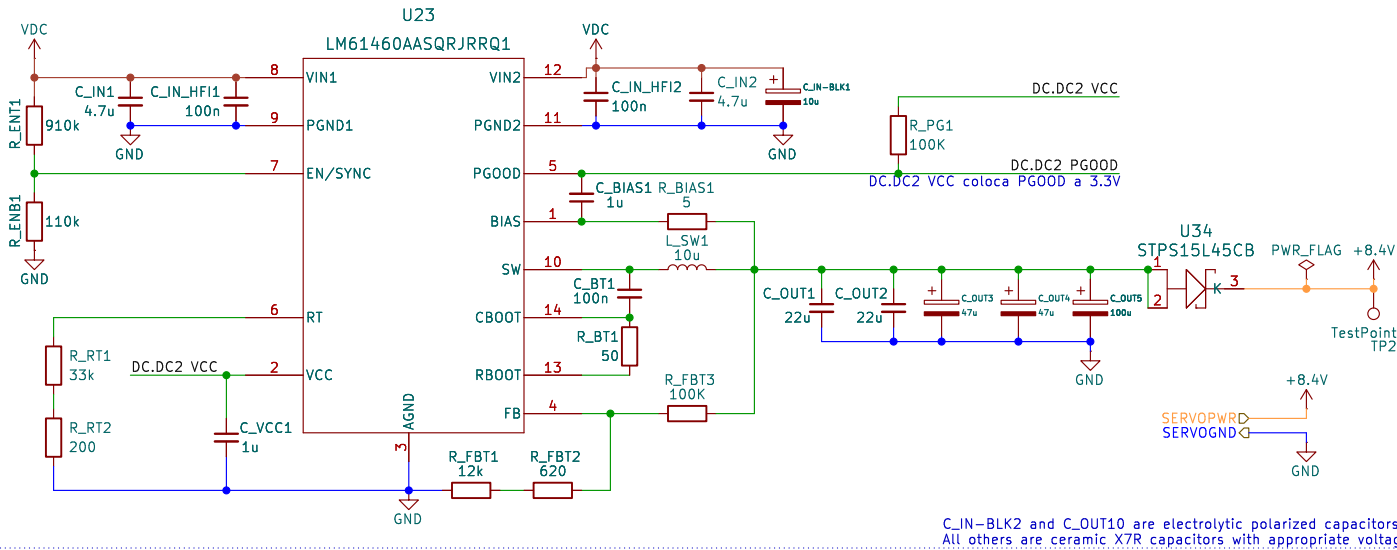 U23
LM61460AASQRJRRQ1
VDC
VDC
8
VIN1
VIN2
12
C_IN1
4.7u
C_IN_HFI1
100n
C_IN_HFI2
100n
C_IN2
4.7u
+
C_IN-BLK1
10u
R_ENT1
910k
9
PGND1
PGND2
11
GND
GND
DC.DC2 VCC
R_PG1
100K
7
EN/SYNC
PGOOD
5
DC.DC2 PGOOD
DC.DC2 VCC coloca PGOOD a 3.3V
C_BIAS1
1u
R_BIAS1
5
R_ENB1
110k
BIAS
1
GND
L_SW1
10u
SW
10
C_BT1
100n
6
RT
CBOOT
14
R_BT1
50
C_OUT1
22u
C_OUT2
22u
+
C_OUT3
47u
+
C_OUT4
47u
+
C_OUT5
100u
GND
U34
STPS15L45CB
1
2
K
3
PWR_FLAG
+8.4V
TestPoint
TP2
R_RT1
33k
DC.DC2 VCC
2
VCC
RBOOT
13
R_FBT3
100K
FB
4
AGND
3
R_RT2
200
C_VCC1
1u
R_FBT1
12k
R_FBT2
620
GND
+8.4V
SERVOPWR
SERVOGND
GND
C_IN-BLK2 and C_OUT10 are electrolytic polarized capacitors
All others are ceramic X7R capacitors with appropriate voltag